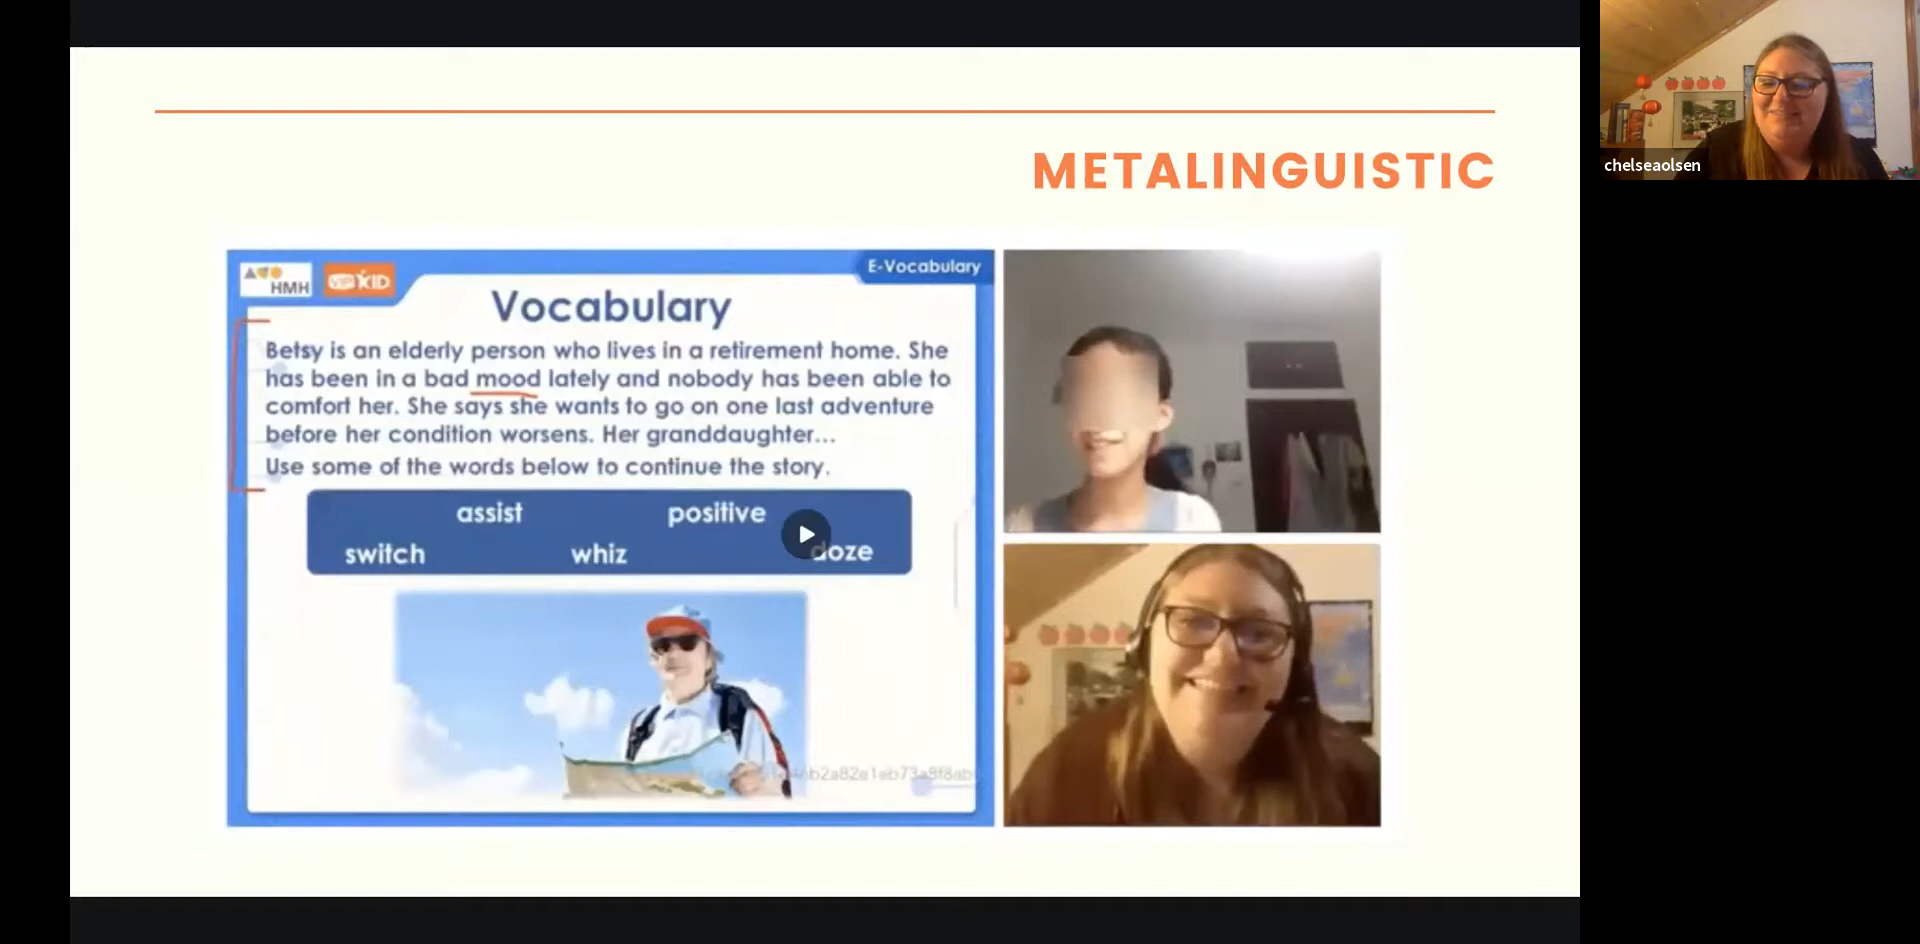 METALINGUISTIC
HMH
VIPKID
E-Vocabulary
Vocabulary
Betsy is an elderly person who lives in a retirement home. She
has been in a bad mood lately and nobody has been able to
comfort her. She says she wants to go on one last adventure
before her condition worsens. Her granddaughter...
Use some of the words below to continue the story.
assist positive
switch whiz doze
chelseaolsen